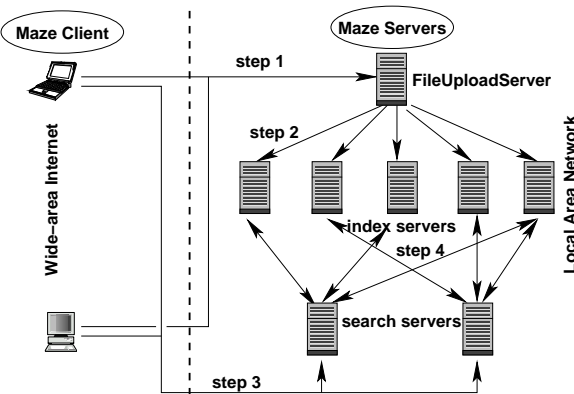 Maze Client
Maze Servers
step 1
FileUploadServer
step 2
Wide-area Internet
Local Area Network
index servers
step 4
search servers
step 3